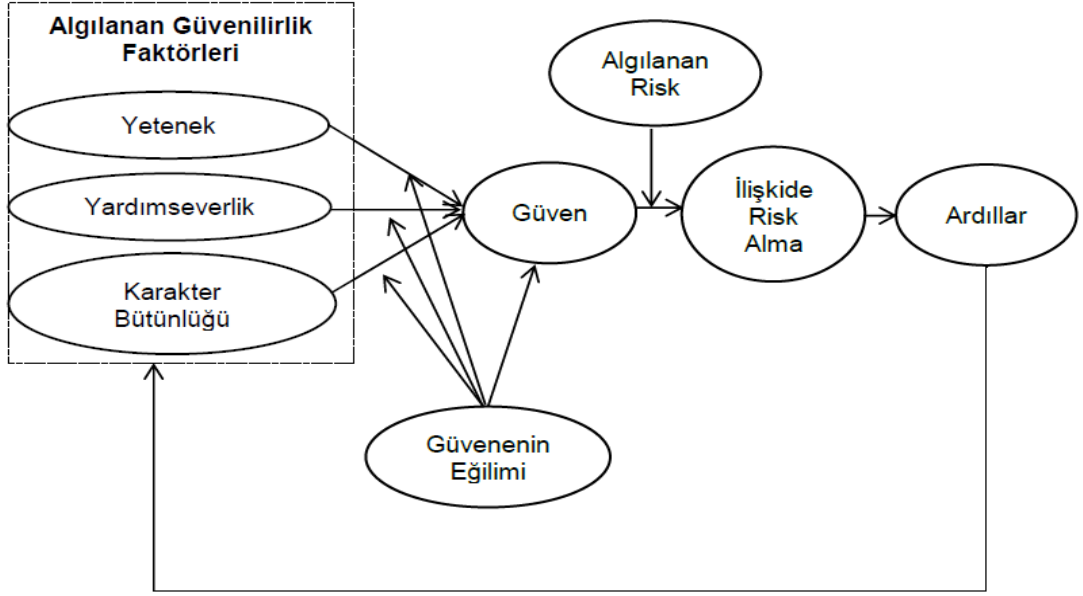 Algılanan Güvenilirlik
Faktörleri
Yetenek
Yardımseverlik
Karakter
Bütünlüğü
Güven
Algılanan
Risk
İlişkide
Risk
Alma
Ardıllar
Güvenenin
Eğilimi